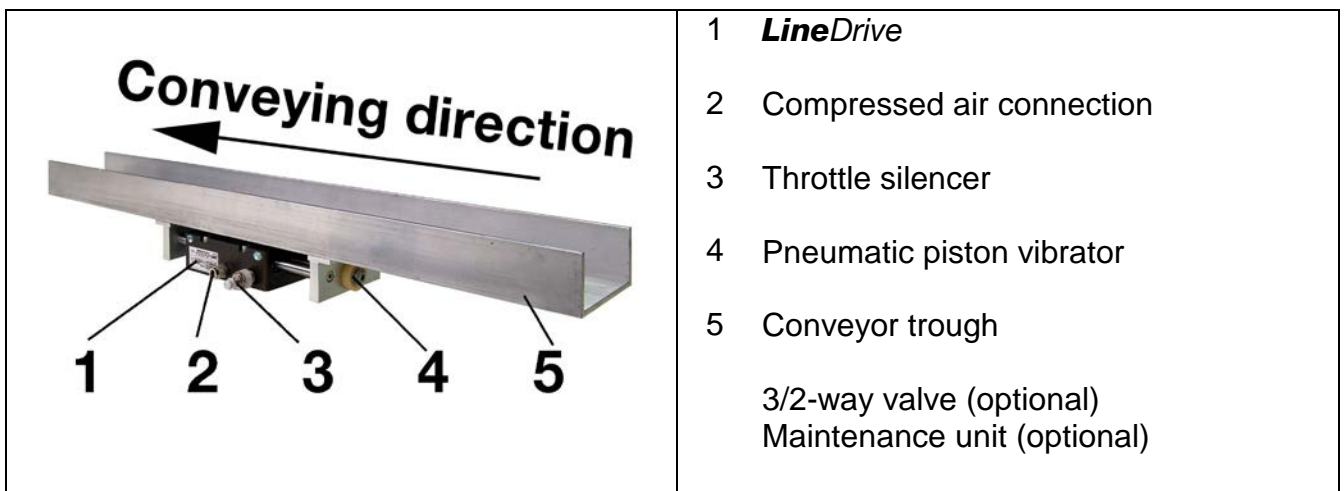 Conveying direction
1 2 3 4 5
1 LineDrive
2 Compressed air connection
3 Throttle silencer
4 Pneumatic piston vibrator
5 Conveyor trough
3/2-way valve (optional)
Maintenance unit (optional)